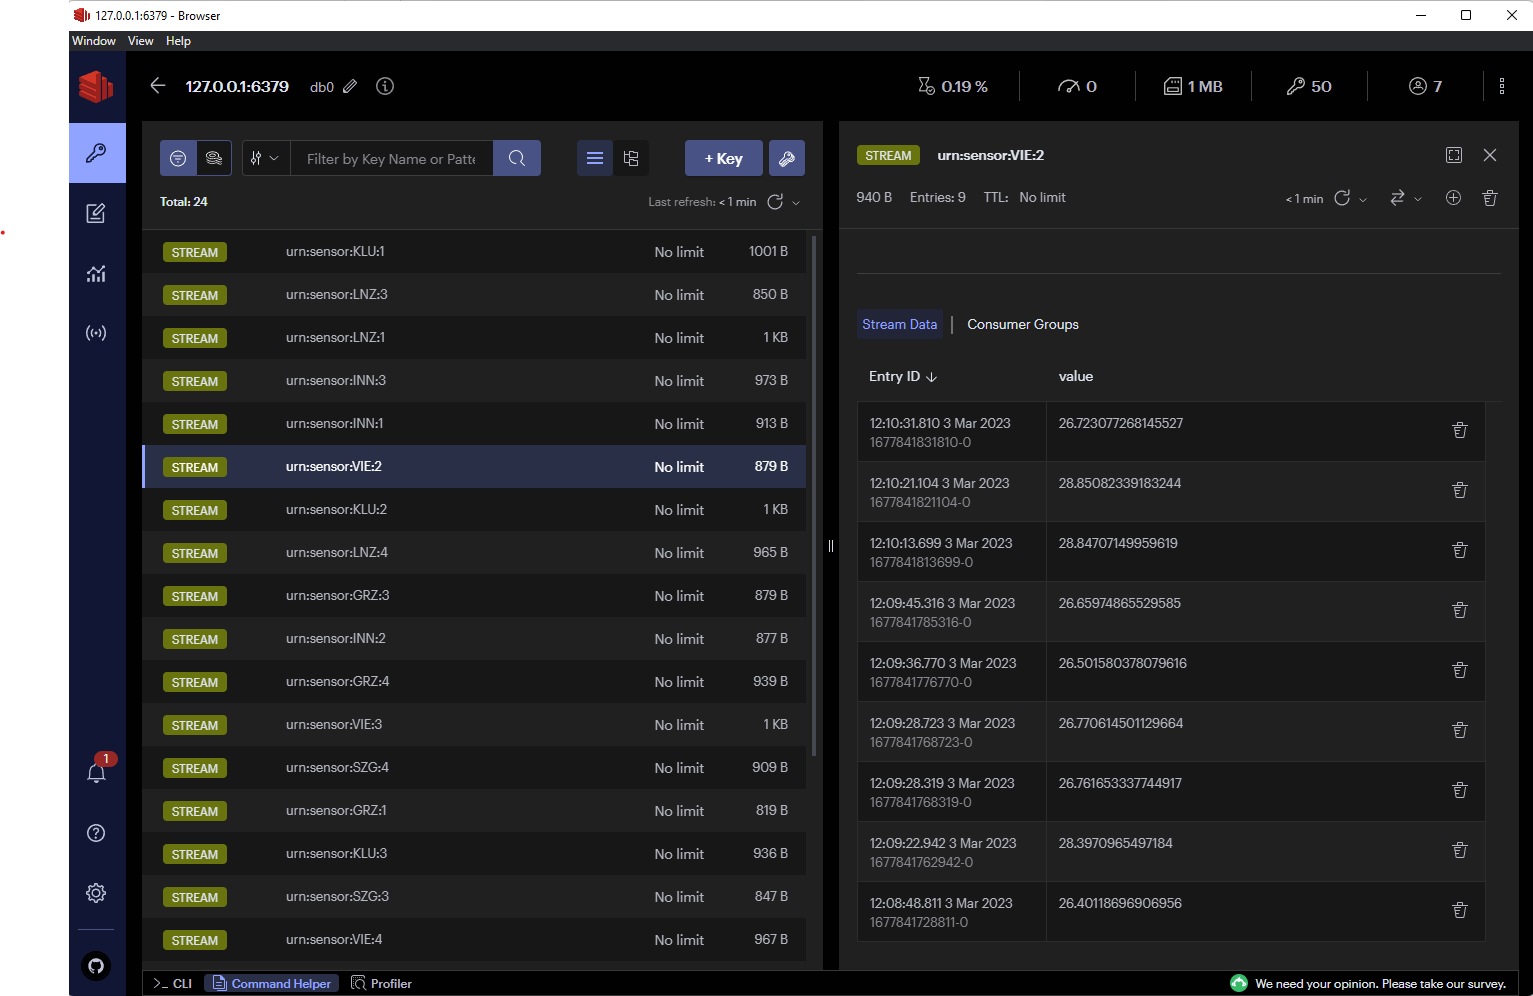 127.0.0.1:6379 - Browser
Window View Help
127.0.0.1:6379 db0 0.19 % 0 1 MB 50 7
Filter by Key Name or Patte + Key
Total: 24 Last refresh: < 1 min
STREAM urn:sensor:KLU:1 No limit 1001 B
STREAM urn:sensor:LNZ:3 No limit 850 B
STREAM urn:sensor:LNZ:1 No limit 1 KB
STREAM urn:sensor:INN:3 No limit 973 B
STREAM urn:sensor:INN:1 No limit 913 B
STREAM urn:sensor:VIE:2 No limit 879 B
STREAM urn:sensor:KLU:2 No limit 1 KB
STREAM urn:sensor:LNZ:4 No limit 965 B
STREAM urn:sensor:GRZ:3 No limit 879 B
STREAM urn:sensor:INN:2 No limit 877 B
STREAM urn:sensor:GRZ:4 No limit 939 B
STREAM urn:sensor:VIE:3 No limit 1 KB
STREAM urn:sensor:SZG:4 No limit 909 B
STREAM urn:sensor:GRZ:1 No limit 819 B
STREAM urn:sensor:KLU:3 No limit 936 B
STREAM urn:sensor:SZG:3 No limit 847 B
STREAM urn:sensor:VIE:4 No limit 967 B
STREAM urn:sensor:VIE:2
940 B Entries: 9 TTL: No limit < 1 min
Stream Data | Consumer Groups
Entry ID value
12:10:31.810 3 Mar 2023 26.723077268145527
1677841831810-0
12:10:21.104 3 Mar 2023 28.85082339183244
1677841821104-0
12:10:13.699 3 Mar 2023 28.84707149959619
1677841813699-0
12:09:45.316 3 Mar 2023 26.65974865529585
1677841785316-0
12:09:36.770 3 Mar 2023 26.501580378079616
1677841776770-0
12:09:28.723 3 Mar 2023 26.770614501129664
1677841768723-0
12:09:28.319 3 Mar 2023 26.761653337744917
1677841768319-0
12:09:22.942 3 Mar 2023 28.3970965497184
1677841762942-0
12:08:48.811 3 Mar 2023 26.40118696906956
1677841728811-0
1
>_ CLI Command Helper Profiler We need your opinion. Please take our survey.